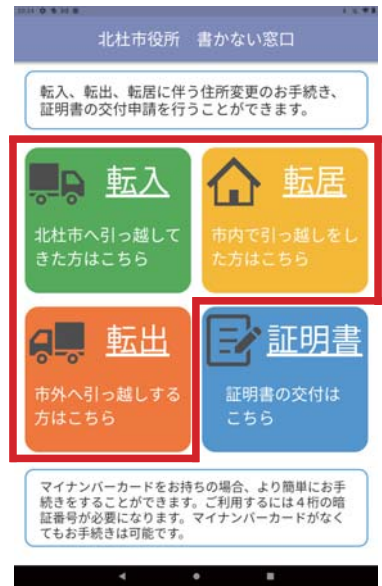 北杜市役所　書かない窓口
転入、転出、転居に伴う住所変更のお手続き、
証明書の交付申請を行うことができます。
転入
北杜市へ引っ越して
きた方はこちら
転居
市内で引っ越しをし
た方はこちら
転出
市外へ引っ越しする
方はこちら
証明書
証明書の交付は
こちら
マイナンバーカードをお持ちの場合、より簡単にお手
続きをすることができます。ご利用するには４桁の暗
証番号が必要になります。マイナンバーカードがなく
てもお手続きは可能です。